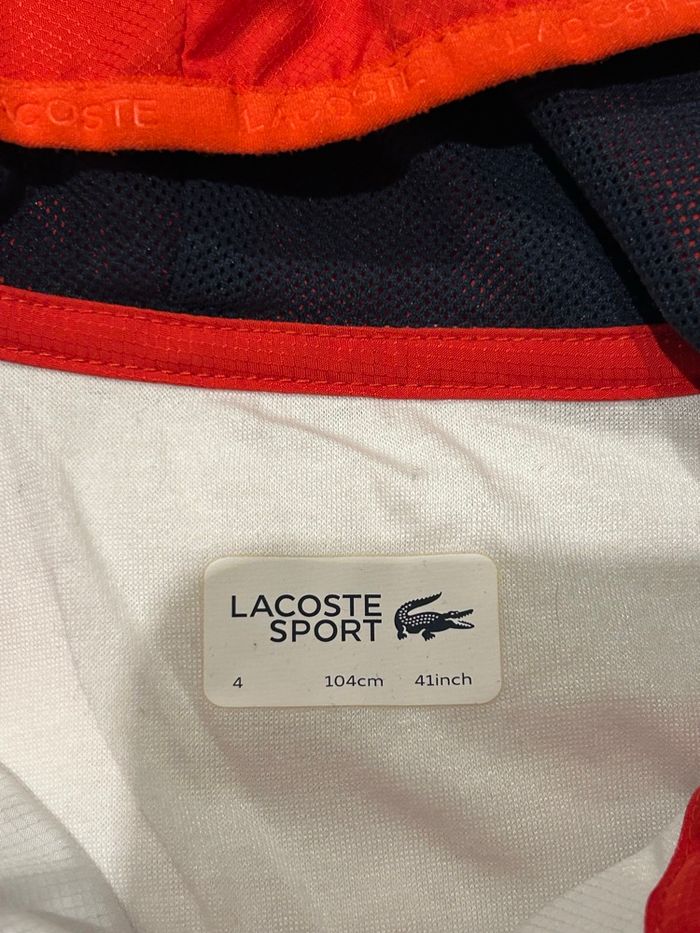 LACOSTE LACOSTE LACOSTE
LACOSTE
SPORT
4 104cm 41inch